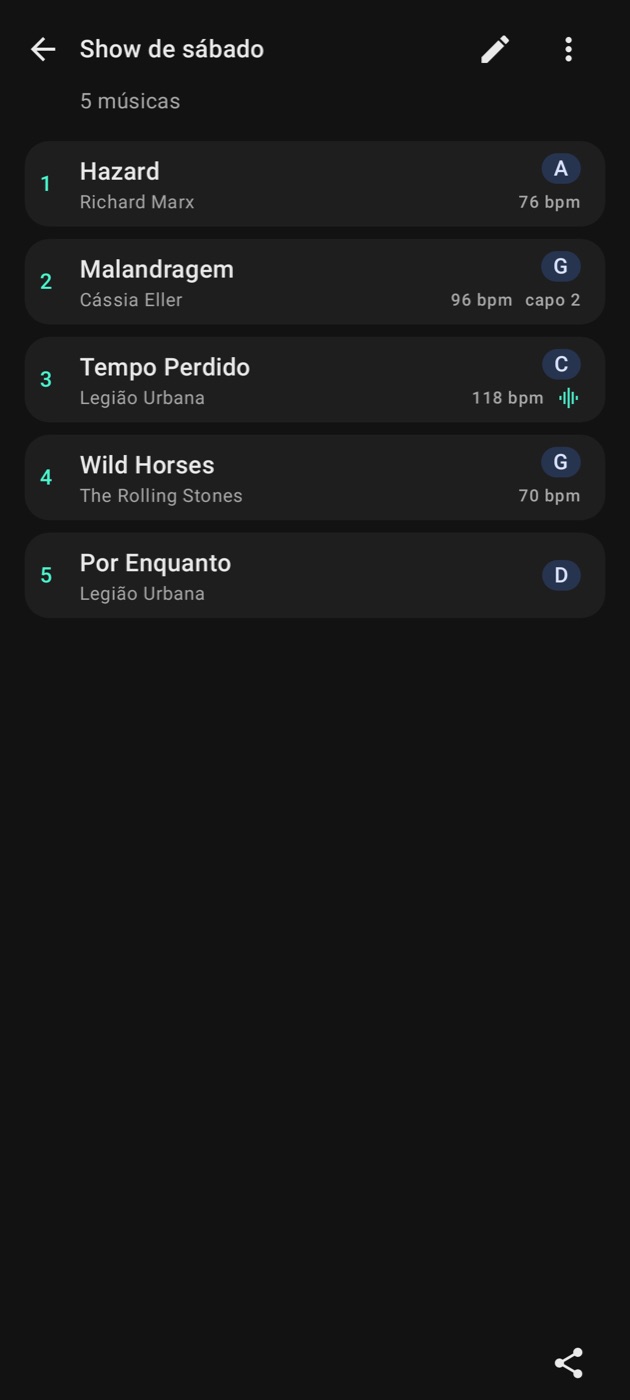 Show de sábado
5 músicas
1 Hazard A
Richard Marx 76 bpm
2 Malandragem G
Cássia Eller 96 bpm capo 2
3 Tempo Perdido C
Legião Urbana 118 bpm
4 Wild Horses G
The Rolling Stones 70 bpm
5 Por Enquanto D
Legião Urbana